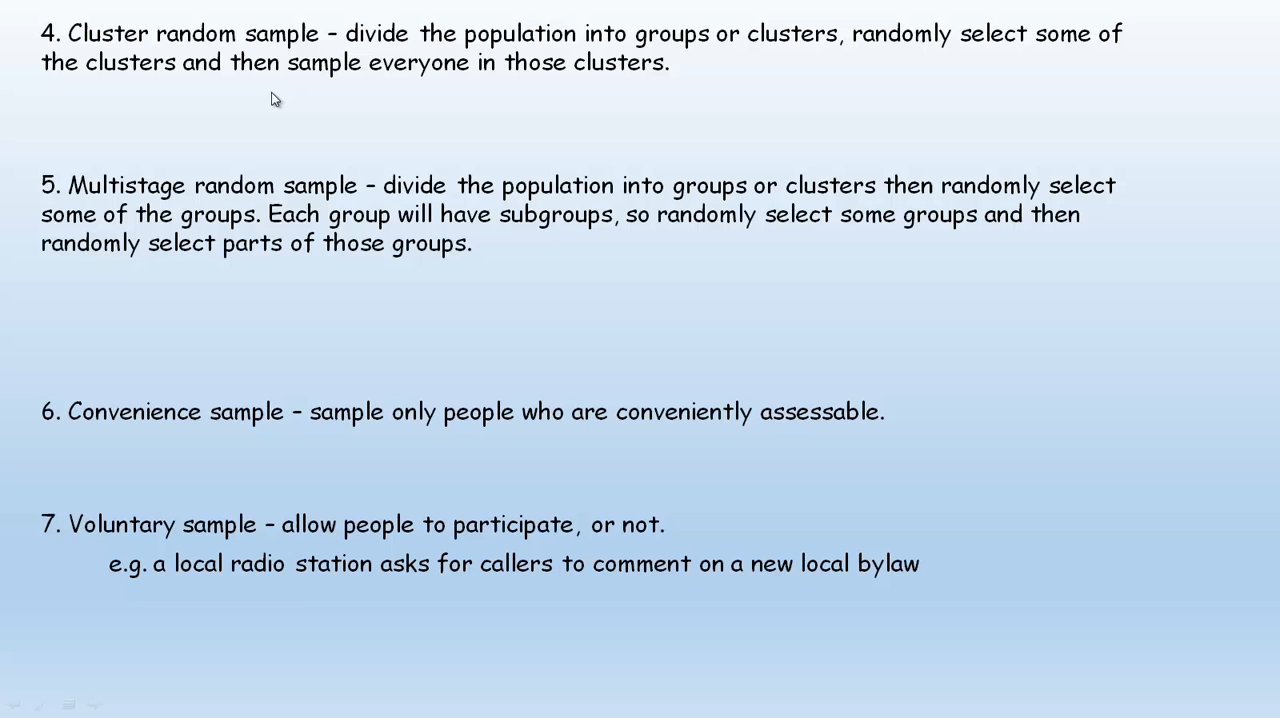 4. Cluster random sample – divide the population into groups or clusters, randomly select some of
the clusters and then sample everyone in those clusters.
5. Multistage random sample – divide the population into groups or clusters then randomly select
some of the groups. Each group will have subgroups, so randomly select some groups and then
randomly select parts of those groups.
6. Convenience sample – sample only people who are conveniently assessable.
7. Voluntary sample – allow people to participate, or not.
e.g. a local radio station asks for callers to comment on a new local bylaw